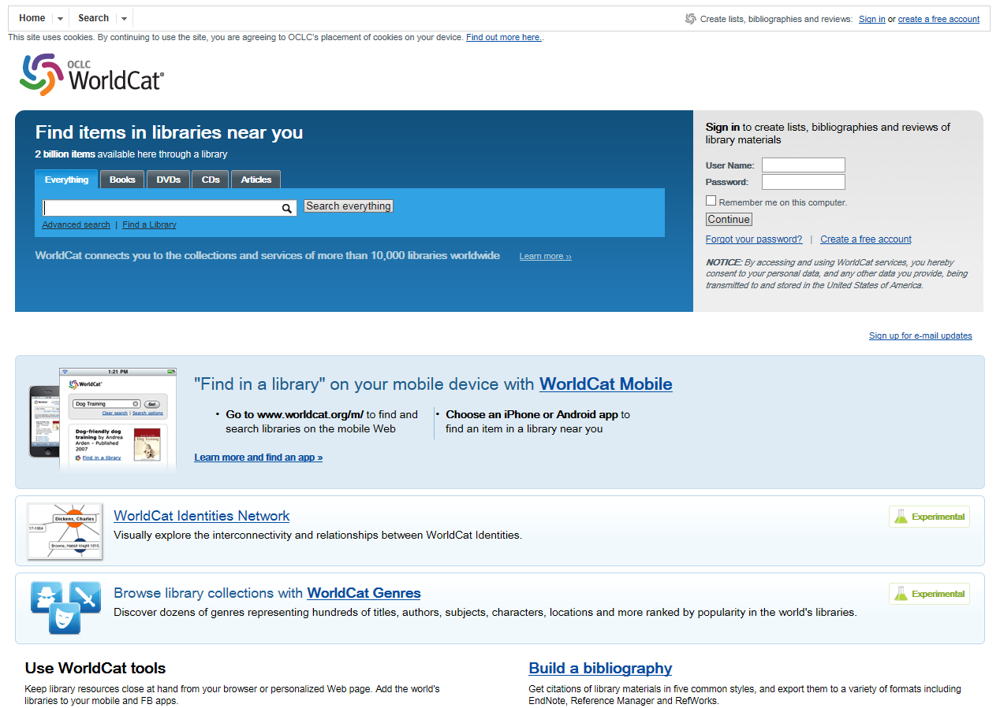 Home Search
Create lists, bibliographies and reviews: Sign in or create a free account
This site uses cookies. By continuing to use the site, you are agreeing to OCLC's placement of cookies on your device. Find out more here..
OCLC
WorldCat®
Find items in libraries near you
2 billion items available here through a library
Everything Books DVDs CDs Articles
Search everything
Advanced search | Find a Library
WorldCat connects you to the collections and services of more than 10,000 libraries worldwide Learn more ››
Sign in to create lists, bibliographies and reviews of
library materials
User Name:
Password:
Remember me on this computer.
Continue
Forgot your password? | Create a free account
NOTICE: By accessing and using WorldCat services, you hereby
consent to your personal data, and any other data you provide, being
transmitted to and stored in the United States of America.
Sign up for e-mail updates
1:21 PM
WorldCat
Dog Training Go!
Clear search | Search options
Dog-friendly dog
training by Andrea
Arden - Published
2007
Find in a library
"Find in a library" on your mobile device with WorldCat Mobile
• Go to www.worldcat.org/m/ to find and
search libraries on the mobile Web
• Choose an iPhone or Android app to
find an item in a library near you
Learn more and find an app »
Dickens, Charles
17-1864
Browne, Hablot Knight 1815
WorldCat Identities Network
Visually explore the interconnectivity and relationships between WorldCat Identities.
Experimental
Browse library collections with WorldCat Genres
Discover dozens of genres representing hundreds of titles, authors, subjects, characters, locations and more ranked by popularity in the world's libraries.
Experimental
Use WorldCat tools
Keep library resources close at hand from your browser or personalized Web page. Add the world's
libraries to your mobile and FB apps.
Build a bibliography
Get citations of library materials in five common styles, and export them to a variety of formats including
EndNote, Reference Manager and RefWorks.